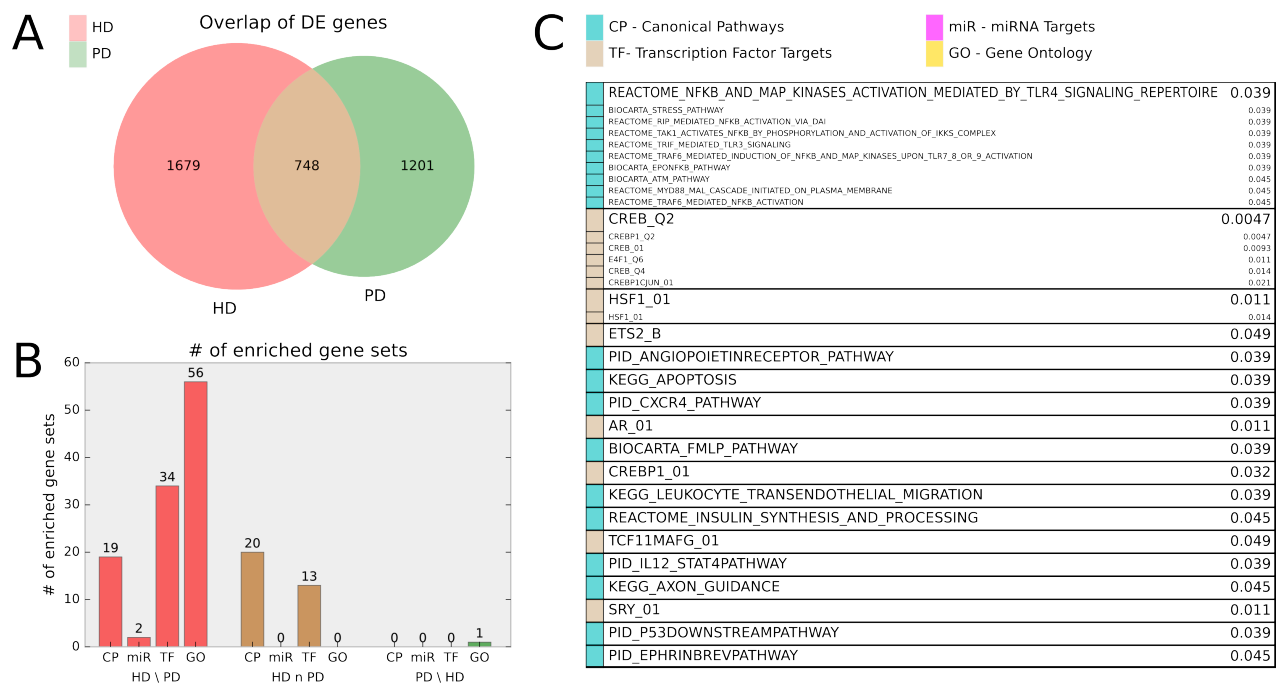 A
HD
PD
Overlap of DE genes
1679
748
1201
HD
PD
B
# of enriched gene sets
# of enriched gene sets
60
50
40
30
20
10
0
19
2
34
56
20
0
13
0
0
0
0
1
CP miR TF GO
CP miR TF GO
CP miR TF GO
HD \ PD
HD n PD
PD \ HD
C
CP - Canonical Pathways
TF- Transcription Factor Targets
miR - miRNA Targets
GO - Gene Ontology
REACTOME_NFKB_AND_MAP_KINASES_ACTIVATION_MEDIATED_BY_TLR4_SIGNALING_REPERTOIRE 0.039
BIOCARTA_STRESS_PATHWAY 0.039
REACTOME_RIP_MEDIATED_NFKB_ACTIVATION_VIA_DAI 0.039
REACTOME_TAK1_ACTIVATES_NFKB_BY_PHOSPHORYLATION_AND_ACTIVATION_OF_IKKS_COMPLEX 0.039
REACTOME_TRIF_MEDIATED_TLR3_SIGNALING 0.039
REACTOME_TRAF6_MEDIATED_INDUCTION_OF_NFKB_AND_MAP_KINASES_UPON_TLR7_8_OR_9_ACTIVATION 0.039
BIOCARTA_EPONFKB_PATHWAY 0.039
BIOCARTA_ATM_PATHWAY 0.045
REACTOME_MYD88_MAL_CASCADE_INITIATED_ON_PLASMA_MEMBRANE 0.045
REACTOME_TRAF6_MEDIATED_NFKB_ACTIVATION 0.045
CREB_Q2 0.0047
CREBP1_Q2 0.0047
CREB_01 0.0093
E4F1_Q6 0.011
CREB_Q4 0.014
CREBP1CJUN_01 0.021
HSF1_01 0.011
HSF1_01 0.014
ETS2_B 0.049
PID_ANGIOPOIETINRECEPTOR_PATHWAY 0.039
KEGG_APOPTOSIS 0.039
PID_CXCR4_PATHWAY 0.039
AR_01 0.011
BIOCARTA_FMLP_PATHWAY 0.039
CREBP1_01 0.032
KEGG_LEUKOCYTE_TRANSENDOTHELIAL_MIGRATION 0.039
REACTOME_INSULIN_SYNTHESIS_AND_PROCESSING 0.045
TCF11MAFG_01 0.049
PID_IL12_STAT4PATHWAY 0.039
KEGG_AXON_GUIDANCE 0.045
SRY_01 0.011
PID_P53DOWNSTREAMPATHWAY 0.039
PID_EPHRINBREVPATHWAY 0.045